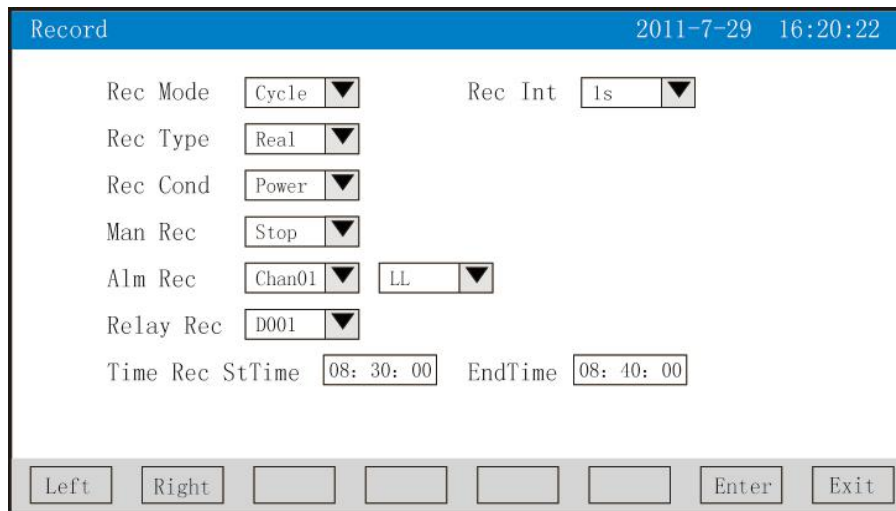 Record 2011-7-29 16:20:22
Rec Mode Cycle Rec Int 1s
Rec Type Real
Rec Cond Power
Man Rec Stop
Alm Rec Chan01 LL
Relay Rec D001
Time Rec StTime 08: 30: 00 EndTime 08: 40: 00
Left Right Enter Exit